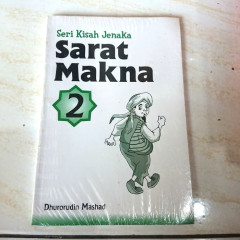 Seri Kisah Jenaka
Sarat
Makna
2
Dhurorudin Mashad